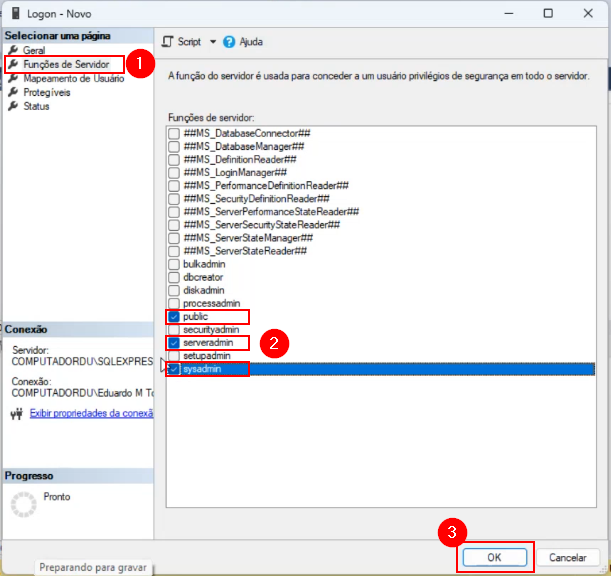 Logon - Novo
Selecionar uma página
Geral
Funções de Servidor
1
Mapeamento de Usuário
Protegíveis
Status
Script
Ajuda
A função do servidor é usada para conceder a um usuário privilégios de segurança em todo o servidor.
Funções de servidor:
##MS_DatabaseConnector##
##MS_DatabaseManager##
##MS_DefinitionReader##
##MS_LoginManager##
##MS_PerformanceDefinitionReader##
##MS_SecurityDefinitionReader##
##MS_ServerPerformanceStateReader##
##MS_ServerSecurityStateReader##
##MS_ServerStateManager##
##MS_ServerStateReader##
bulkadmin
dbcreator
diskadmin
processadmin
public
securityadmin
serveradmin
2
setupadmin
sysadmin
Conexão
Servidor:
COMPUTADORDU\SQLEXPRES
Conexão:
COMPUTADORDU\Eduardo M To
Exibir propriedades da conexã
Progresso
Pronto
3
OK
Cancelar
Preparando para gravar